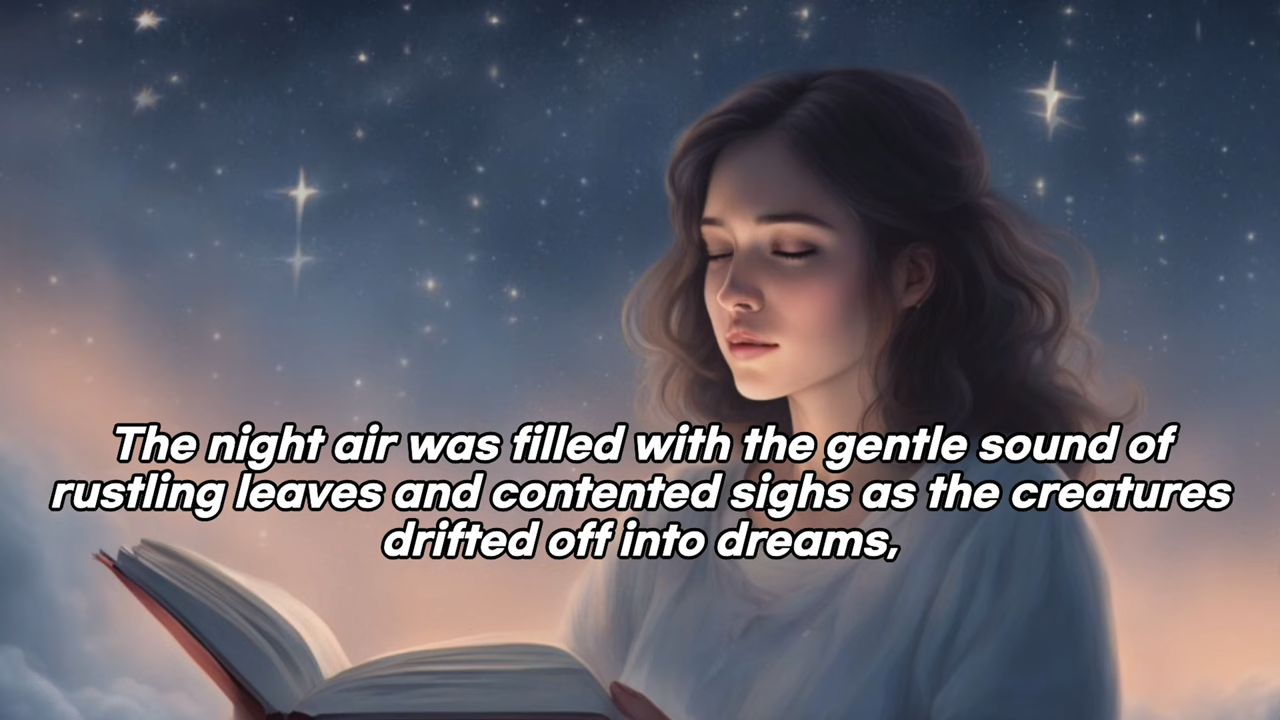 The night air was filled with the gentle sound of
rustling leaves and contented sighs as the creatures
drifted off into dreams,